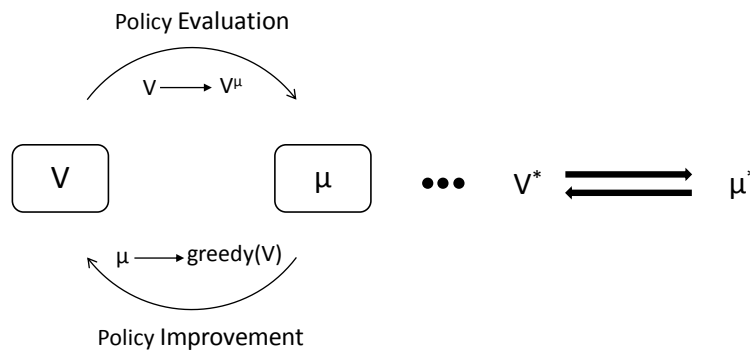 Policy Evaluation
V → V^μ
V
μ
••• V* μ*
μ → greedy(V)
Policy Improvement